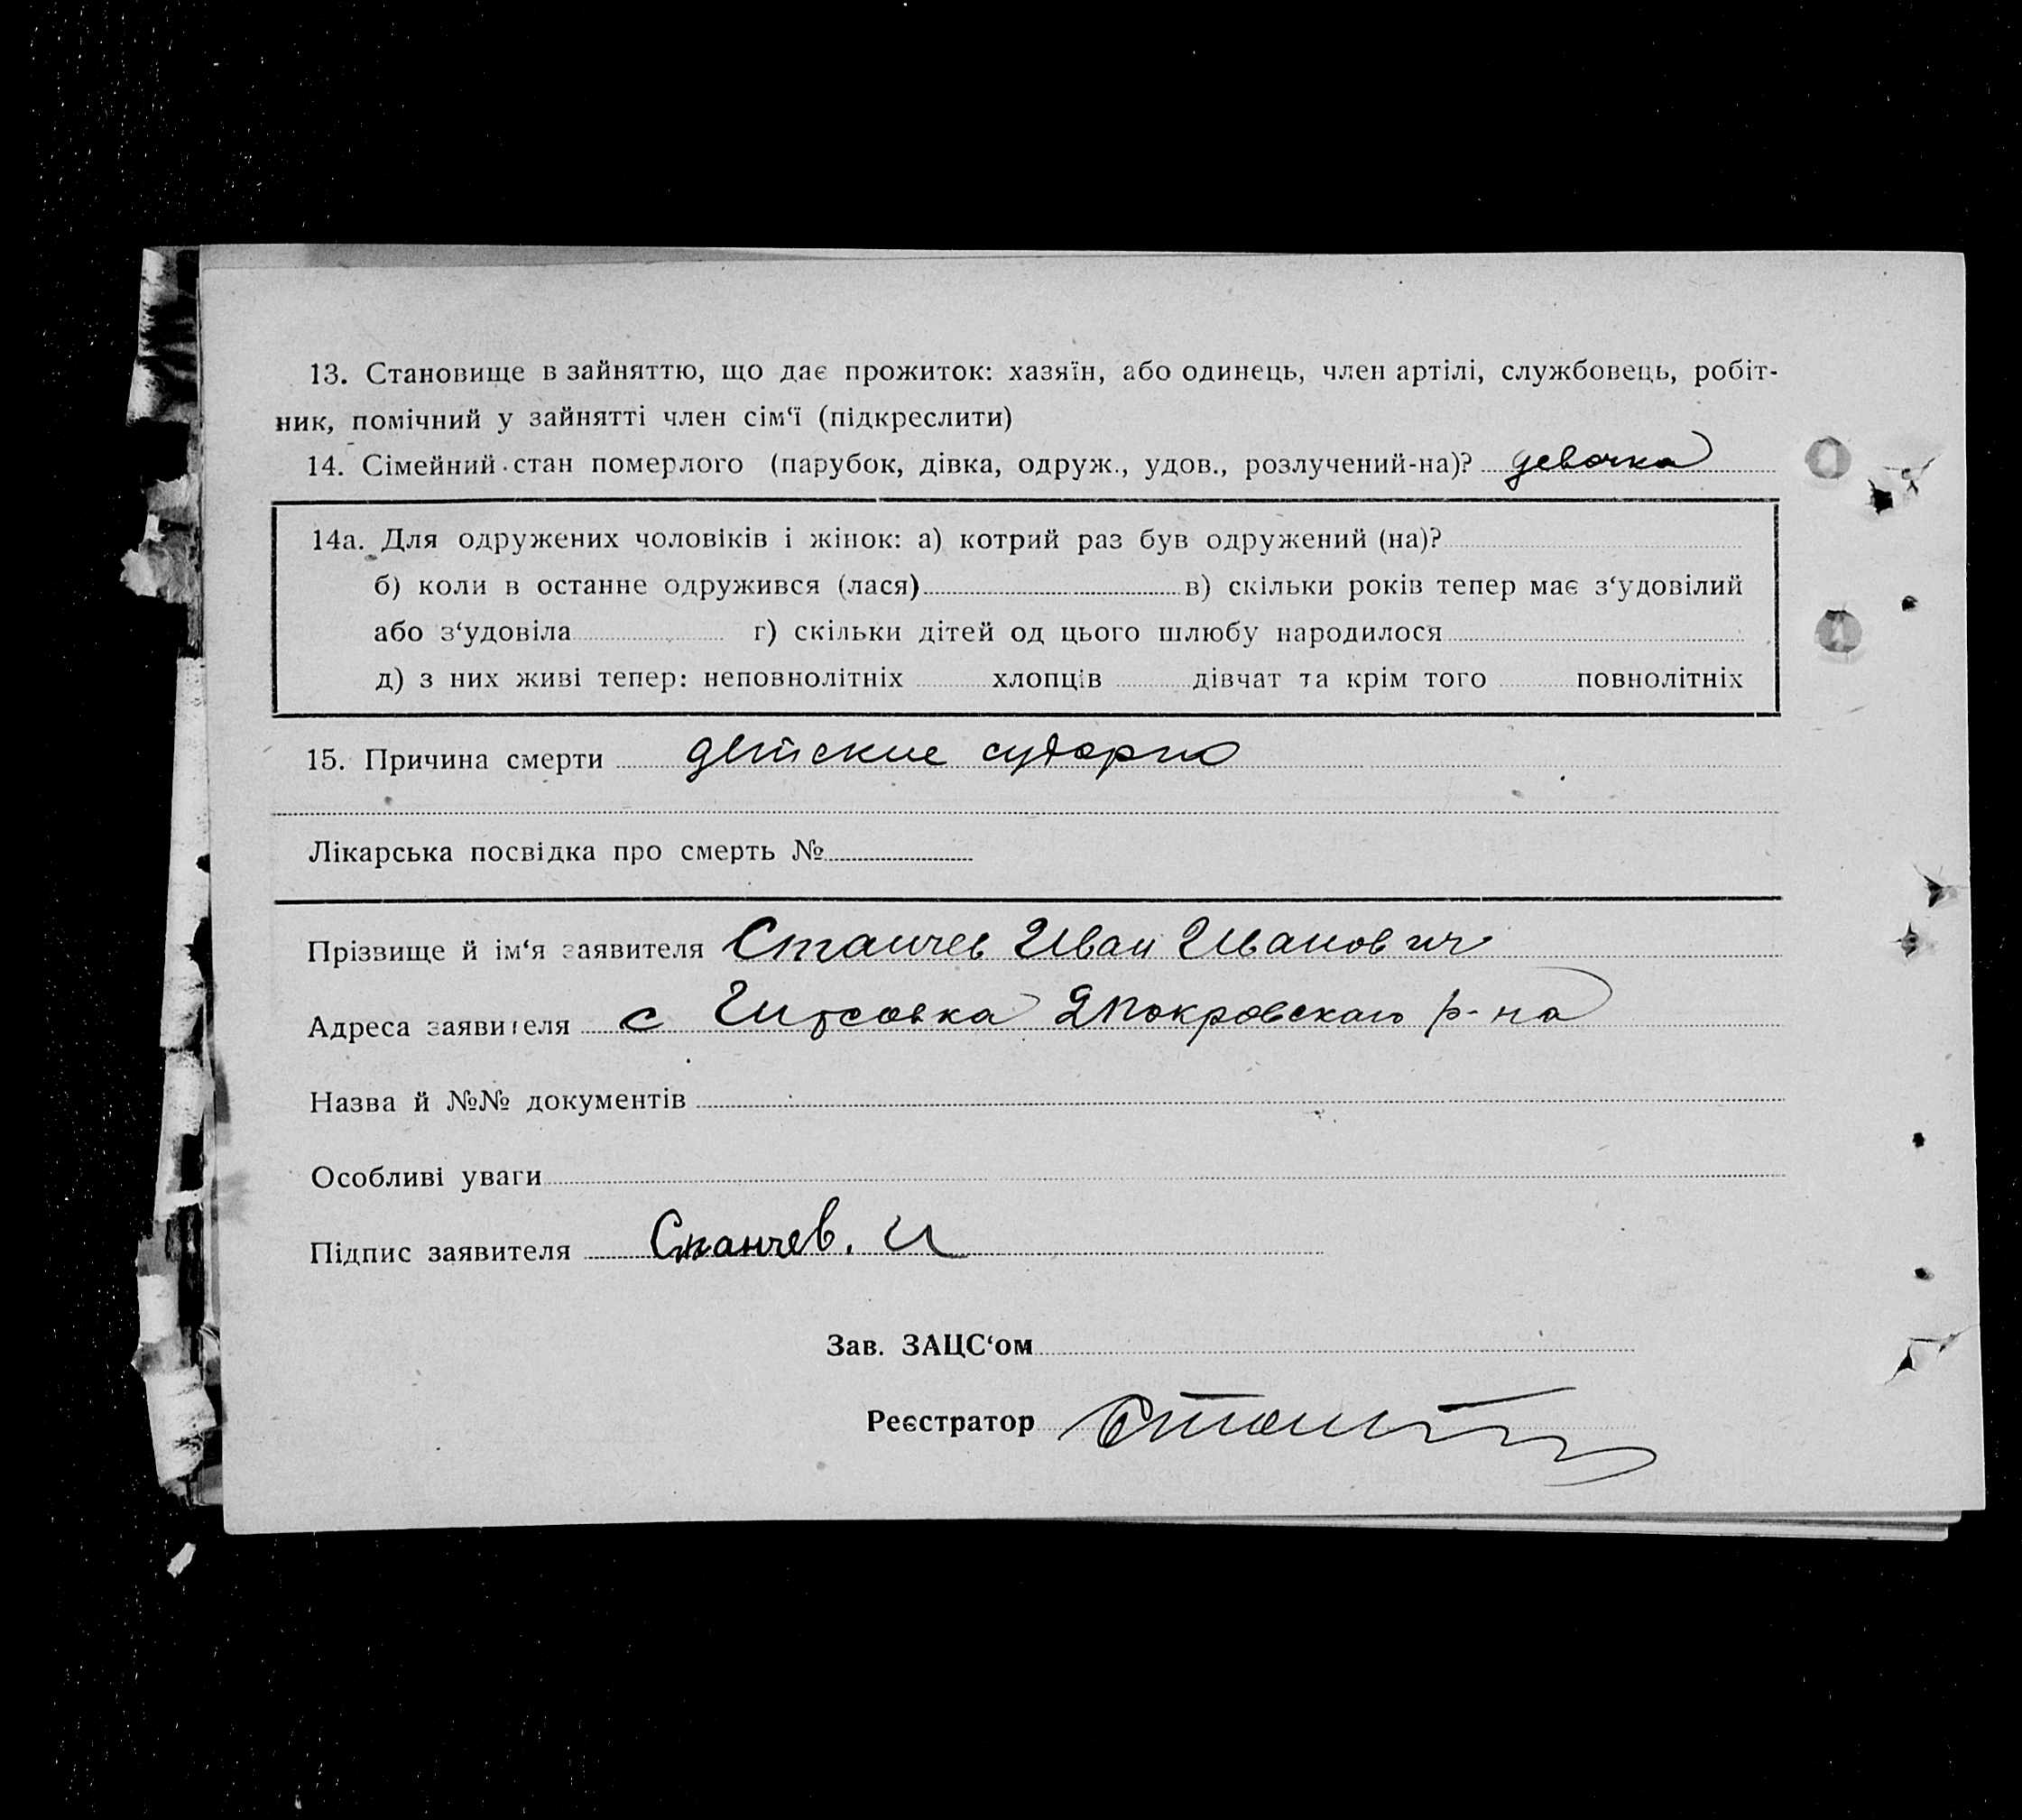 13. Становище в зайняттю, що дає прожиток: хазяїн, або одинець, член артілі, службовець, робіт-
ник, помічний у зайнятті член сім‘ї (підкреслити)
14. Сімейний стан померлого (парубок, дівка, одруж., удов., розлучений-на)? девочка
14а. Для одружених чоловіків і жінок: а) котрий раз був одружений (на)?
б) коли в останне одружився (лася) в) скільки років тепер має з‘удовілий
або з‘удовіла г) скільки дітей од цього шлюбу народилося
д) з них живі тепер: неповнолітніх хлопців дівчат та крім того повнолітніх
15. Причина смерти детские
Лікарська посвідка про смерть №
Прізвище й ім‘я заявителя Станчев Иван Иванович
Адреса заявителя с р-на
Назва й №№ документів
Особливі уваги
Підпис заявителя Станчев. И
Зав. ЗАЦС‘ом
Реєстратор